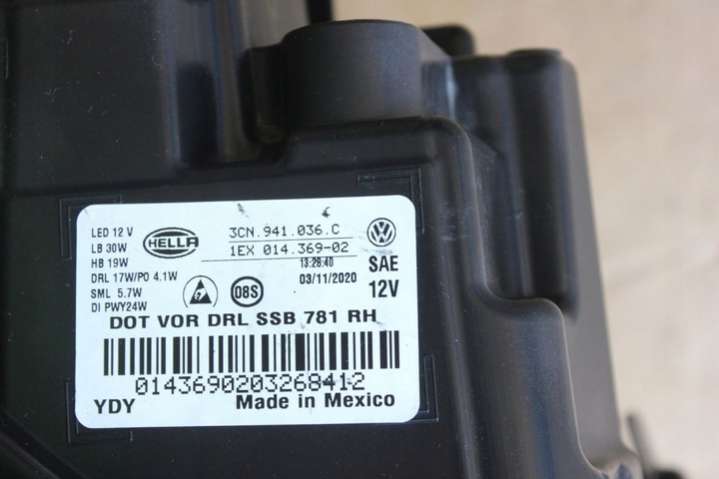 LED 12 V
LB 30W
HB 19W
DRL 17W/PO 4.1W
SML 5.7W
DI PWY24W
HELLA
3CN.941.036.C
1EX 014.369-02
13:28:40
03/11/2020
SAE
12V
08S
DOT VOR DRL SSB 781 RH
0143690203268412
YDY
Made in Mexico